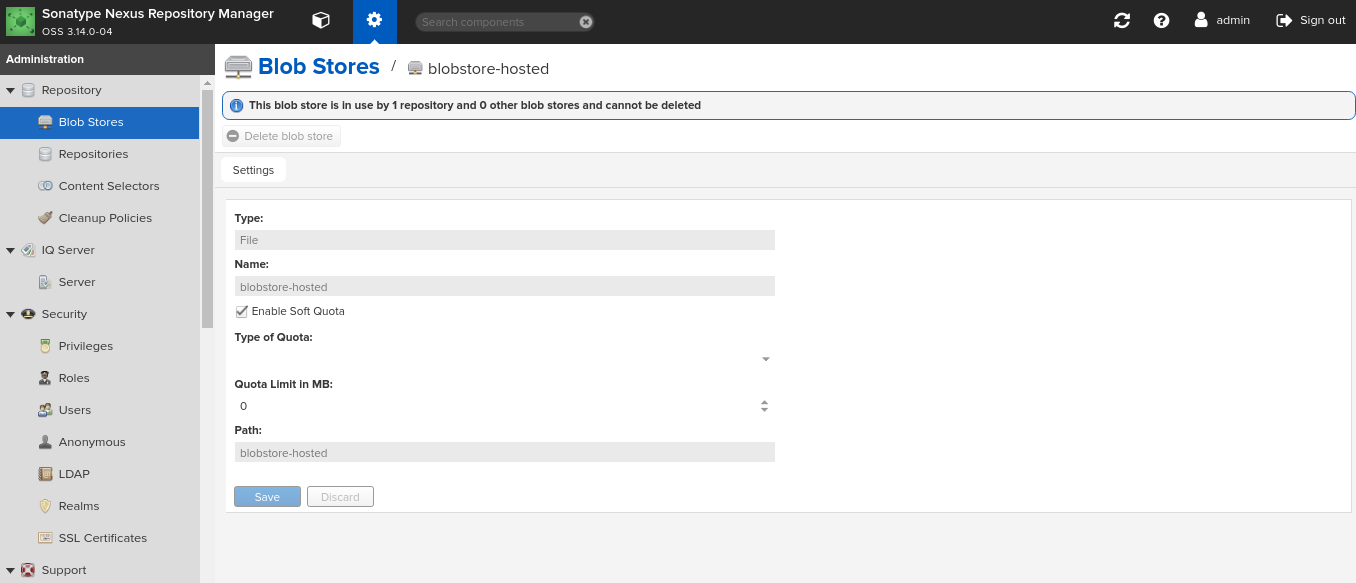 Sonatype Nexus Repository Manager
OSS 3.14.0-04
Search components
admin
Sign out
Administration
Repository
Blob Stores
Repositories
Content Selectors
Cleanup Policies
IQ Server
Server
Security
Privileges
Roles
Users
Anonymous
LDAP
Realms
SSL Certificates
Support
Blob Stores / blobstore-hosted
This blob store is in use by 1 repository and 0 other blob stores and cannot be deleted
Delete blob store
Settings
Type:
File
Name:
blobstore-hosted
Enable Soft Quota
Type of Quota:
Quota Limit in MB:
0
Path:
blobstore-hosted
Save
Discard